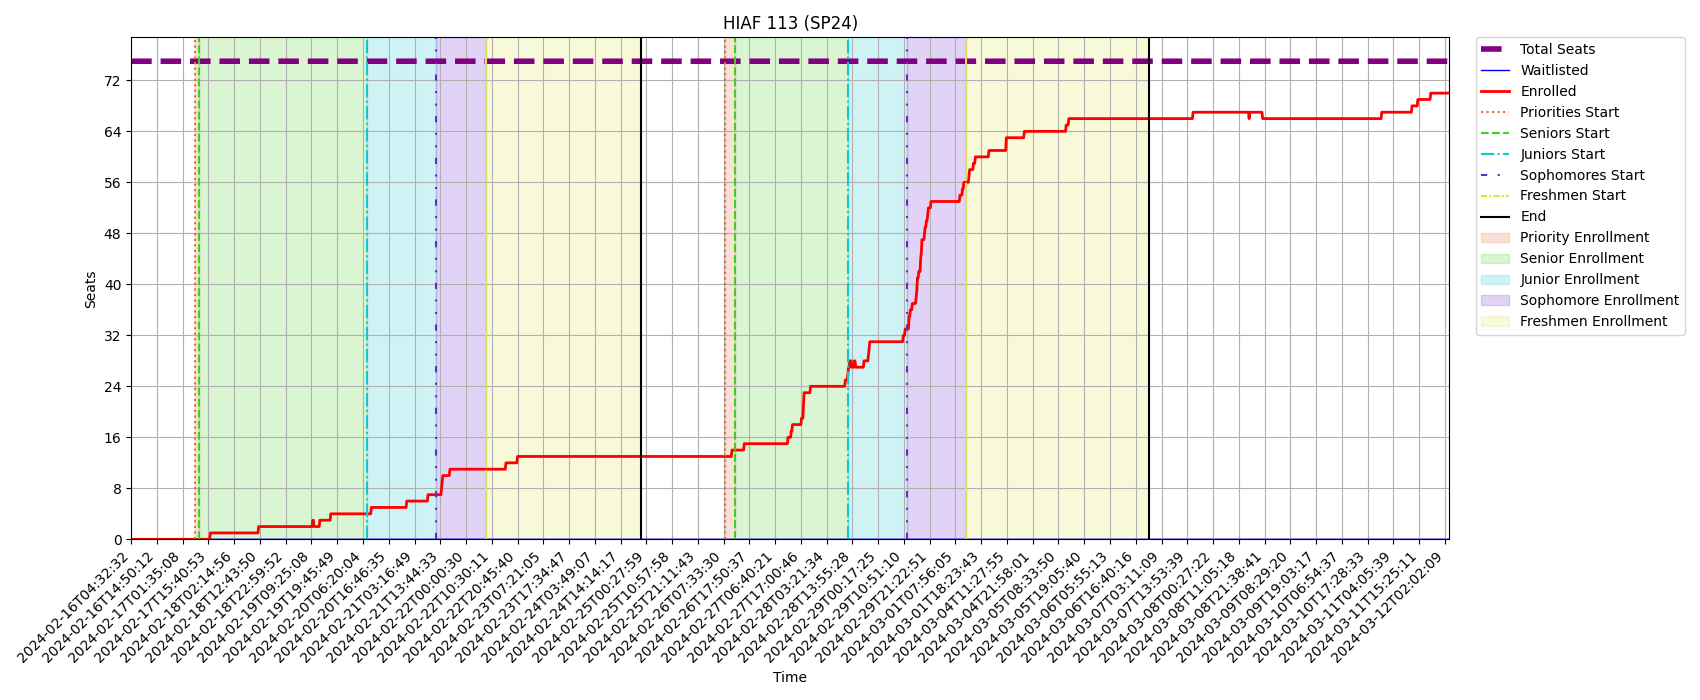 HIAF 113 (SP24)
Total Seats
Waitlisted
Enrolled
Priorities Start
Seniors Start
Juniors Start
Sophomores Start
Freshmen Start
End
Priority Enrollment
Senior Enrollment
Junior Enrollment
Sophomore Enrollment
Freshmen Enrollment
Seats
72
64
56
48
40
32
24
16
8
0
2024-02-16T04:32:32
2024-02-16T14:50:12
2024-02-17T01:35:08
2024-02-17T15:40:53
2024-02-18T02:14:56
2024-02-18T12:43:50
2024-02-18T22:59:52
2024-02-19T09:25:08
2024-02-19T19:45:49
2024-02-20T06:20:04
2024-02-20T16:46:35
2024-02-21T03:16:49
2024-02-21T13:44:33
2024-02-22T00:00:30
2024-02-22T10:30:11
2024-02-22T20:45:40
2024-02-23T07:21:05
2024-02-23T17:34:47
2024-02-24T03:49:07
2024-02-24T14:14:17
2024-02-25T00:27:59
2024-02-25T10:57:58
2024-02-25T21:11:43
2024-02-26T07:33:30
2024-02-26T17:50:37
2024-02-27T06:40:21
2024-02-27T17:00:46
2024-02-28T03:21:34
2024-02-28T13:55:28
2024-02-29T00:17:25
2024-02-29T10:51:10
2024-02-29T21:22:51
2024-03-01T07:56:05
2024-03-01T18:23:43
2024-03-04T11:27:55
2024-03-04T21:58:01
2024-03-05T08:33:50
2024-03-05T19:05:40
2024-03-06T05:55:13
2024-03-06T16:40:16
2024-03-07T03:11:09
2024-03-07T13:53:39
2024-03-08T00:27:22
2024-03-08T11:05:18
2024-03-08T21:38:41
2024-03-09T08:29:20
2024-03-09T19:03:17
2024-03-10T06:54:37
2024-03-10T17:28:33
2024-03-11T04:05:39
2024-03-11T15:25:11
2024-03-12T02:02:09
Time